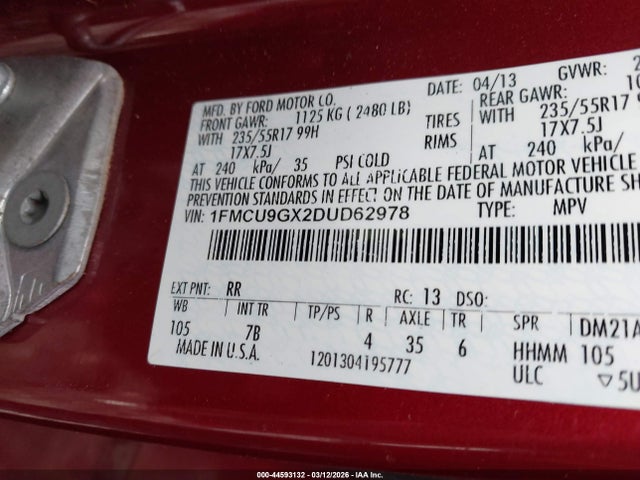 MFD. BY FORD MOTOR CO.
DATE: 04/13 GVWR: 2
FRONT GAWR: 1125 KG ( 2480 LB) REAR GAWR: 10
WITH 235/55R17 99H TIRES WITH 235/55R17 99
17X7.5J RIMS 17X7.5J
AT 240 kPa/ 35 PSI COLD AT 240 kPa/
THIS VEHICLE CONFORMS TO ALL APPLICABLE FEDERAL MOTOR VEHICLE
PREVENTION STANDARDS IN EFFECT ON THE DATE OF MANUFACTURE SH
VIN: 1FMCU9GX2DUD62978 TYPE: MPV
EXT PNT: RR RC: 13 DSO:
WB INT TR TP/PS R AXLE TR SPR DM21A
105 7B 4 35 6 HHMM 105
MADE IN U.S.A. 1201304195777 ULC ▽5U
000-44593132 - 03/12/2026 - IAA Inc.